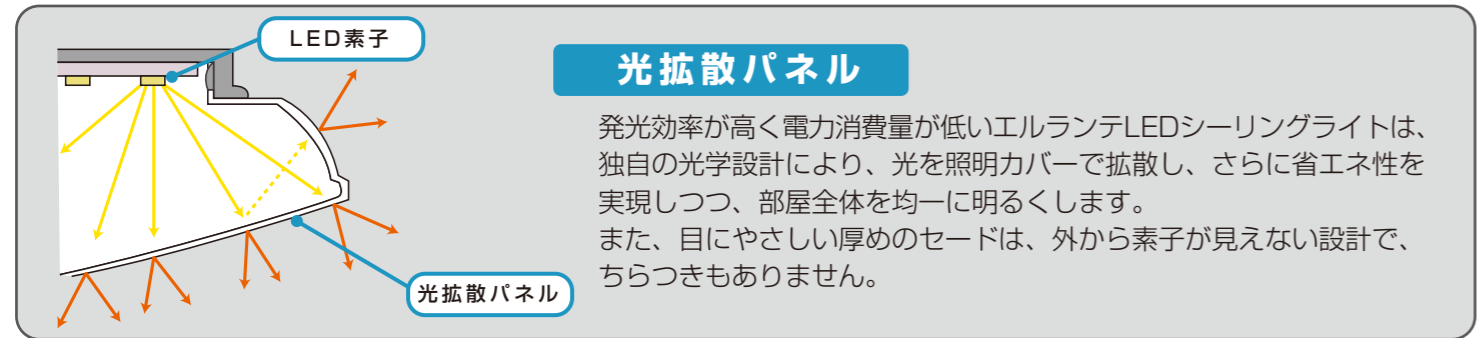 LED素子
光拡散パネル
発光効率が高く電力消費量が低いエルランテLEDシーリングライトは、
独自の光学設計により、光を照明カバーで拡散し、さらに省エネ性を
実現しつつ、部屋全体を均一に明るくします。
また、目にやさしい厚めのセードは、外から素子が見えない設計で、
ちらつきもありません。
光拡散パネル